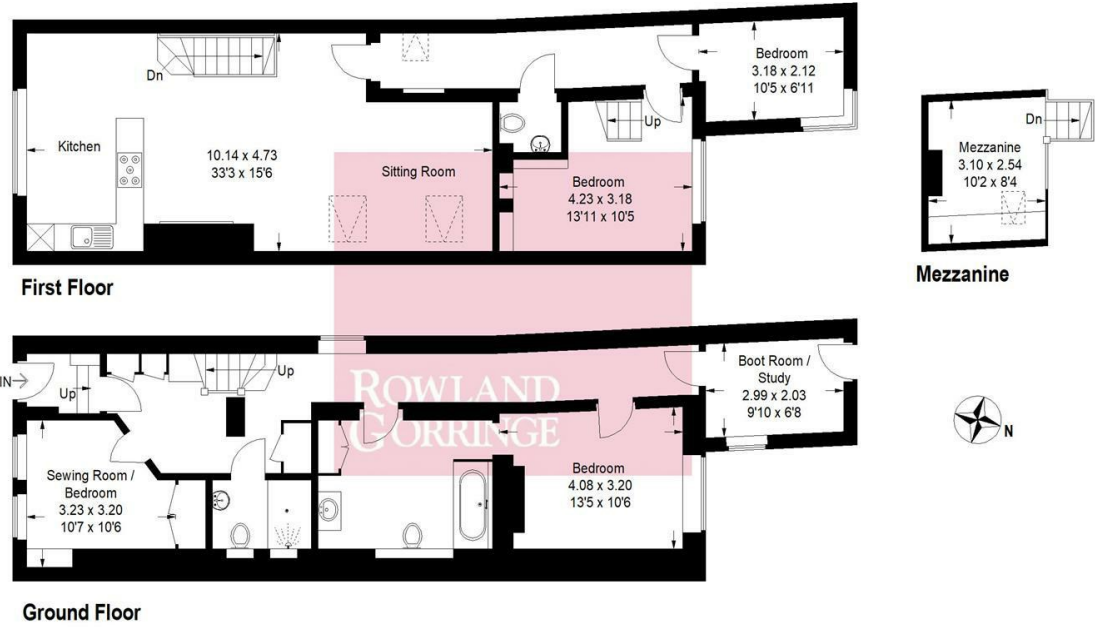 Dn
Kitchen
10.14 x 4.73
33'3 x 15'6
Sitting Room
Up
Bedroom
4.23 x 3.18
13'11 x 10'5
Bedroom
3.18 x 2.12
10'5 x 6'11
First Floor
Dn
Mezzanine
3.10 x 2.54
10'2 x 8'4
Mezzanine
IN
Up
Up
Boot Room /
Study
2.99 x 2.03
9'10 x 6'8
ROWLAND
GORRINGE
Sewing Room /
Bedroom
3.23 x 3.20
10'7 x 10'6
Bedroom
4.08 x 3.20
13'5 x 10'6
N
Ground Floor